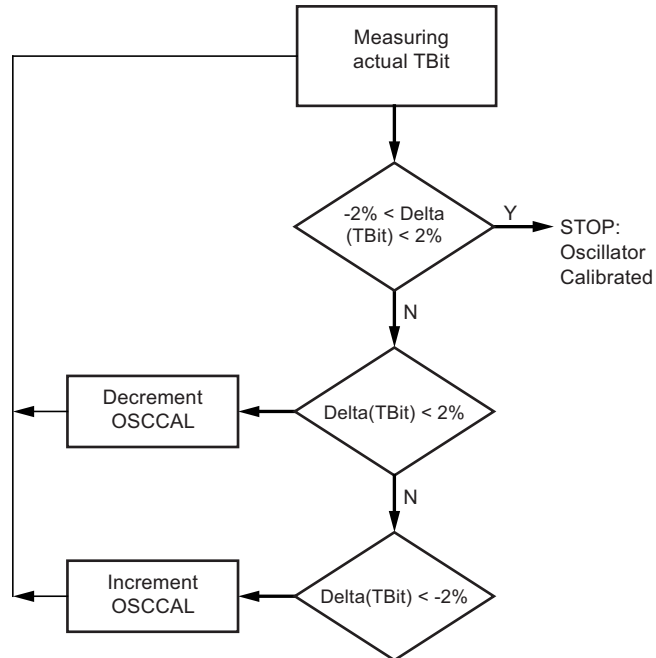 Measuring
actual TBit
-2% < Delta
(TBit) < 2%
Y
STOP:
Oscillator
Calibrated
N
Decrement
OSCCAL
Delta(TBit) < 2%
N
Increment
OSCCAL
Delta(TBit) < -2%